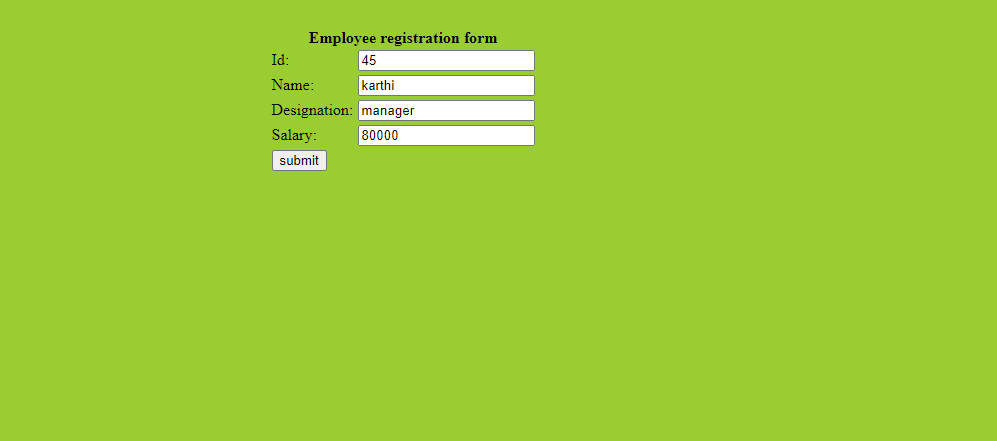 Employee registration form
Id: 45
Name: karthi
Designation: manager
Salary: 80000
submit